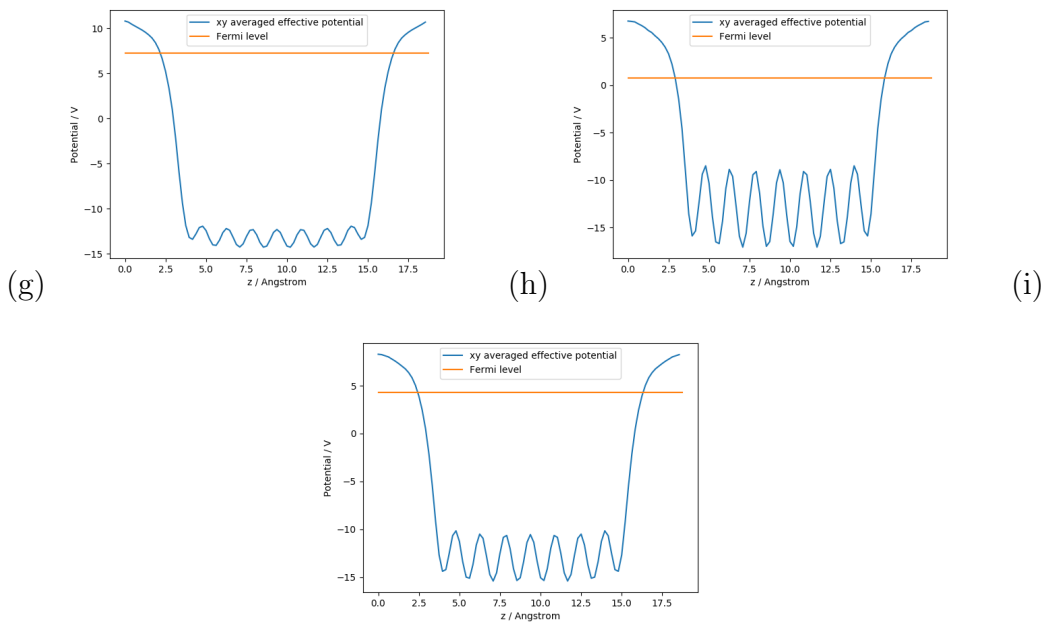 xy averaged effective potential
Fermi level
10
5
0
−5
−10
−15
Potential / V
0.0 2.5 5.0 7.5 10.0 12.5 15.0 17.5
z / Angstrom
(g)
xy averaged effective potential
Fermi level
5
0
−5
−10
−15
Potential / V
0.0 2.5 5.0 7.5 10.0 12.5 15.0 17.5
z / Angstrom
(h)
(i)
xy averaged effective potential
Fermi level
5
0
−5
−10
−15
Potential / V
0.0 2.5 5.0 7.5 10.0 12.5 15.0 17.5
z / Angstrom